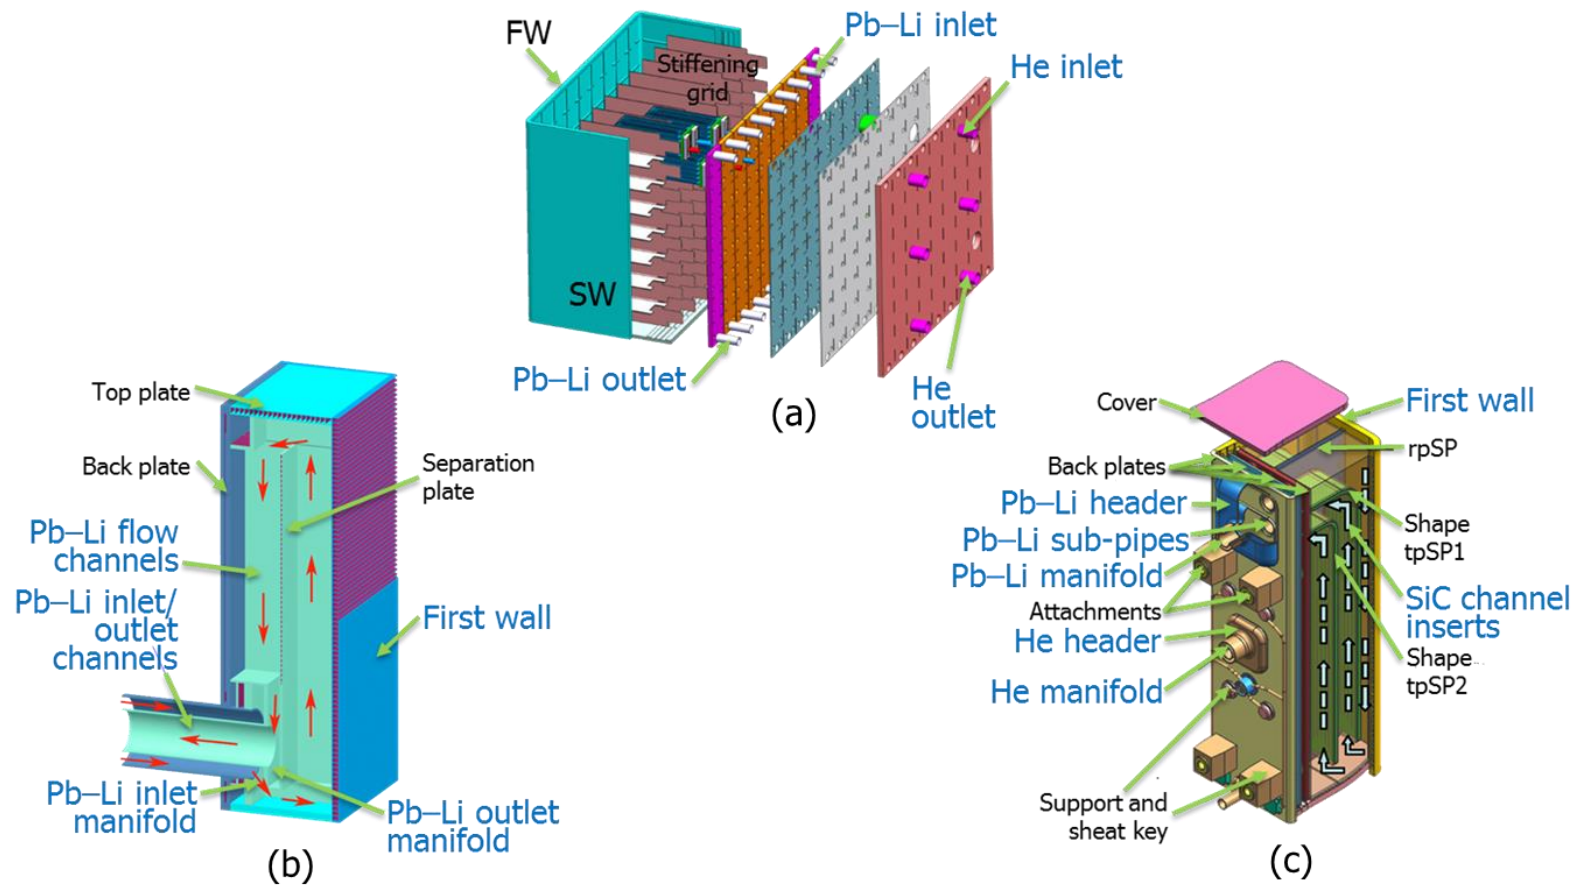 FW
Pb–Li inlet
He inlet
Stiffening
grid
SW
Pb–Li outlet
He
outlet
(a)
Top plate
Back plate
Separation
plate
Pb–Li flow
channels
Pb–Li inlet/
outlet
channels
First wall
Pb–Li inlet
manifold
Pb–Li outlet
manifold
(b)
Cover
First wall
rpSP
Back plates
Pb–Li header
Pb–Li sub-pipes
Pb–Li manifold
Attachments
He header
He manifold
Shape
tpSP1
SiC channel
inserts
Shape
tpSP2
Support and
sheat key
(c)